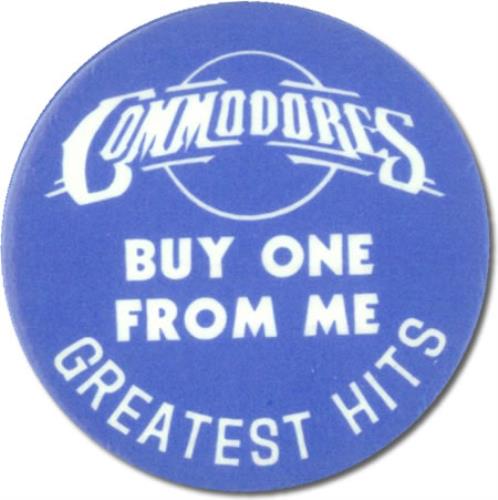 COMMODORES
BUY ONE
FROM ME
GREATEST HITS